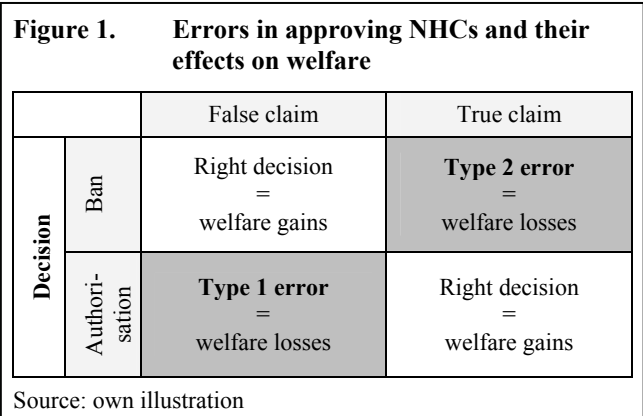 Figure 1. Errors in approving NHCs and their
effects on welfare
False claim True claim
Decision
Ban
Right decision
=
welfare gains
Type 2 error
=
welfare losses
Authori-
sation
Type 1 error
=
welfare losses
Right decision
=
welfare gains
Source: own illustration